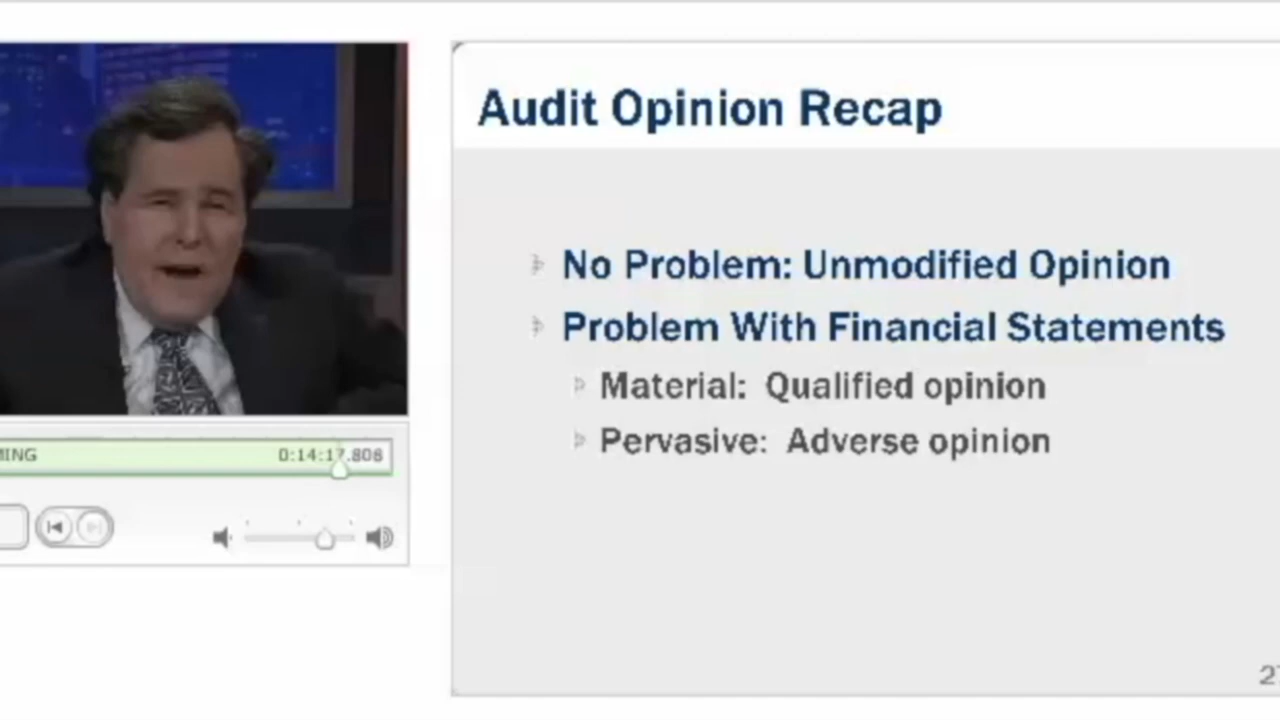 MING
0:14:17.808
Audit Opinion Recap
No Problem: Unmodified Opinion
Problem With Financial Statements
Material: Qualified opinion
Pervasive: Adverse opinion